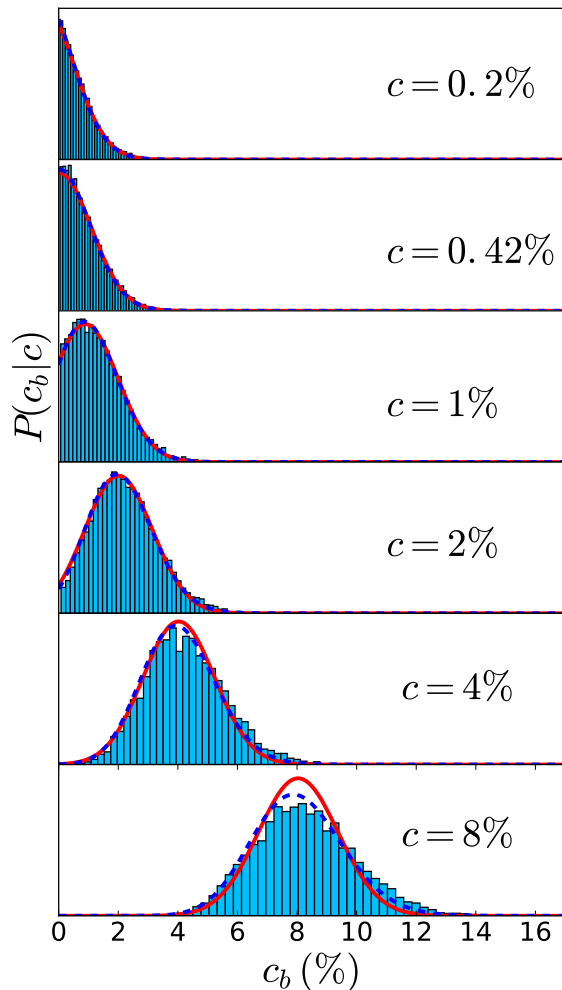 c = 0.2%
c = 0.42%
P(c_b|c)
c = 1%
c = 2%
c = 4%
c = 8%
0 2 4 6 8 10 12 14 16
c_b (%)